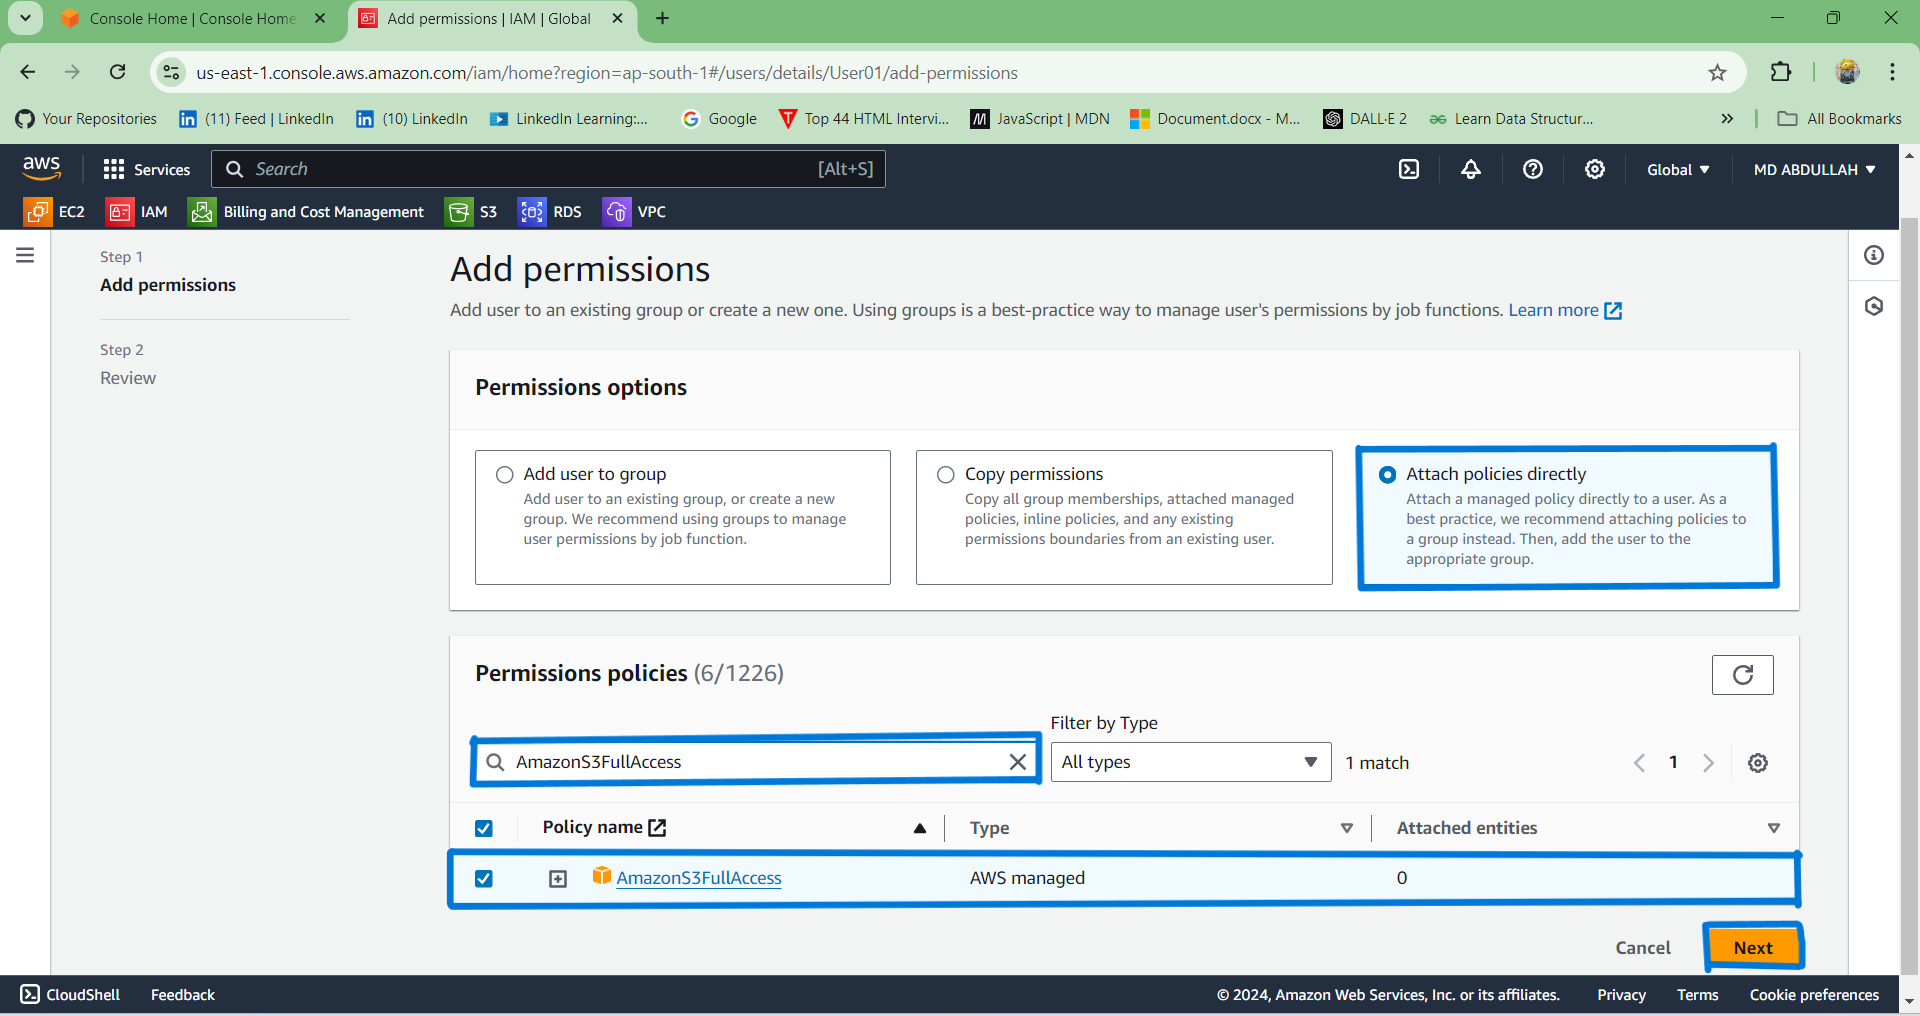 Console Home | Console Home
Add permissions | IAM | Global
us-east-1.console.aws.amazon.com/iam/home?region=ap-south-1#/users/details/User01/add-permissions
Your Repositories
(11) Feed | LinkedIn
(10) LinkedIn
LinkedIn Learning:...
Google
Top 44 HTML Intervi...
JavaScript | MDN
Document.docx - M...
DALL·E 2
Learn Data Structur...
All Bookmarks
aws
Services
Search
[Alt+S]
Global
MD ABDULLAH
EC2
IAM
Billing and Cost Management
S3
RDS
VPC
Step 1
Add permissions
Step 2
Review
Add permissions
Add user to an existing group or create a new one. Using groups is a best-practice way to manage user's permissions by job functions. Learn more
Permissions options
Add user to group
Add user to an existing group, or create a new
group. We recommend using groups to manage
user permissions by job function.
Copy permissions
Copy all group memberships, attached managed
policies, inline policies, and any existing
permissions boundaries from an existing user.
Attach policies directly
Attach a managed policy directly to a user. As a
best practice, we recommend attaching policies to
a group instead. Then, add the user to the
appropriate group.
Permissions policies (6/1226)
Filter by Type
AmazonS3FullAccess
All types
1 match
1
Policy name
Type
Attached entities
AmazonS3FullAccess
AWS managed
0
Cancel
Next
CloudShell
Feedback
© 2024, Amazon Web Services, Inc. or its affiliates.
Privacy
Terms
Cookie preferences